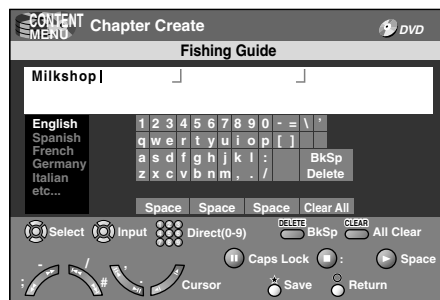 CONTENT MENU Chapter Create DVD
Fishing Guide
Milkshop
English
Spanish
French
Germany
Italian
etc...
1 2 3 4 5 6 7 8 9 0 - = \ '
q w e r t y u i o p [ ]
a s d f g h j k l : BkSp
z x c v b n m , . / Delete
Space Space Space Clear All
Select Input Direct(0-9) DELETE BkSp CLEAR All Clear
Caps Lock : Space
; - / # , . Cursor Save Return